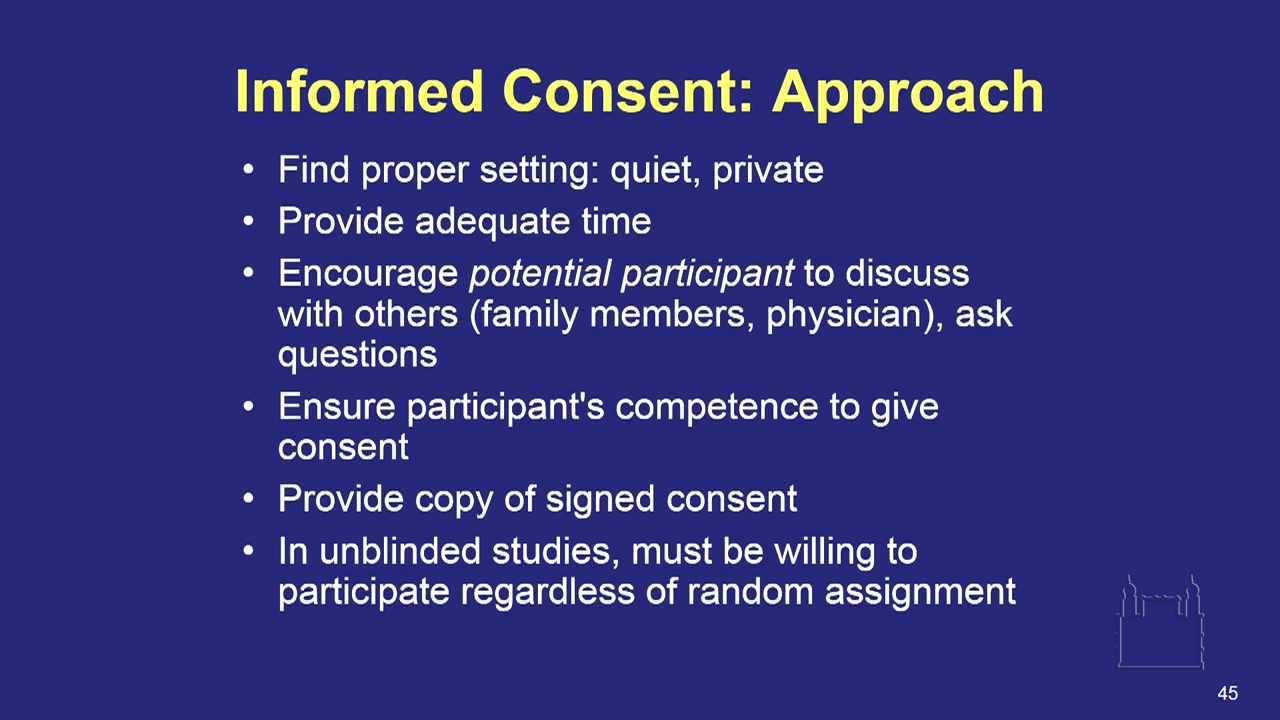 Informed Consent: Approach
• Find proper setting: quiet, private
• Provide adequate time
• Encourage potential participant to discuss
with others (family members, physician), ask
questions
• Ensure participant's competence to give
consent
• Provide copy of signed consent
• In unblinded studies, must be willing to
participate regardless of random assignment
45